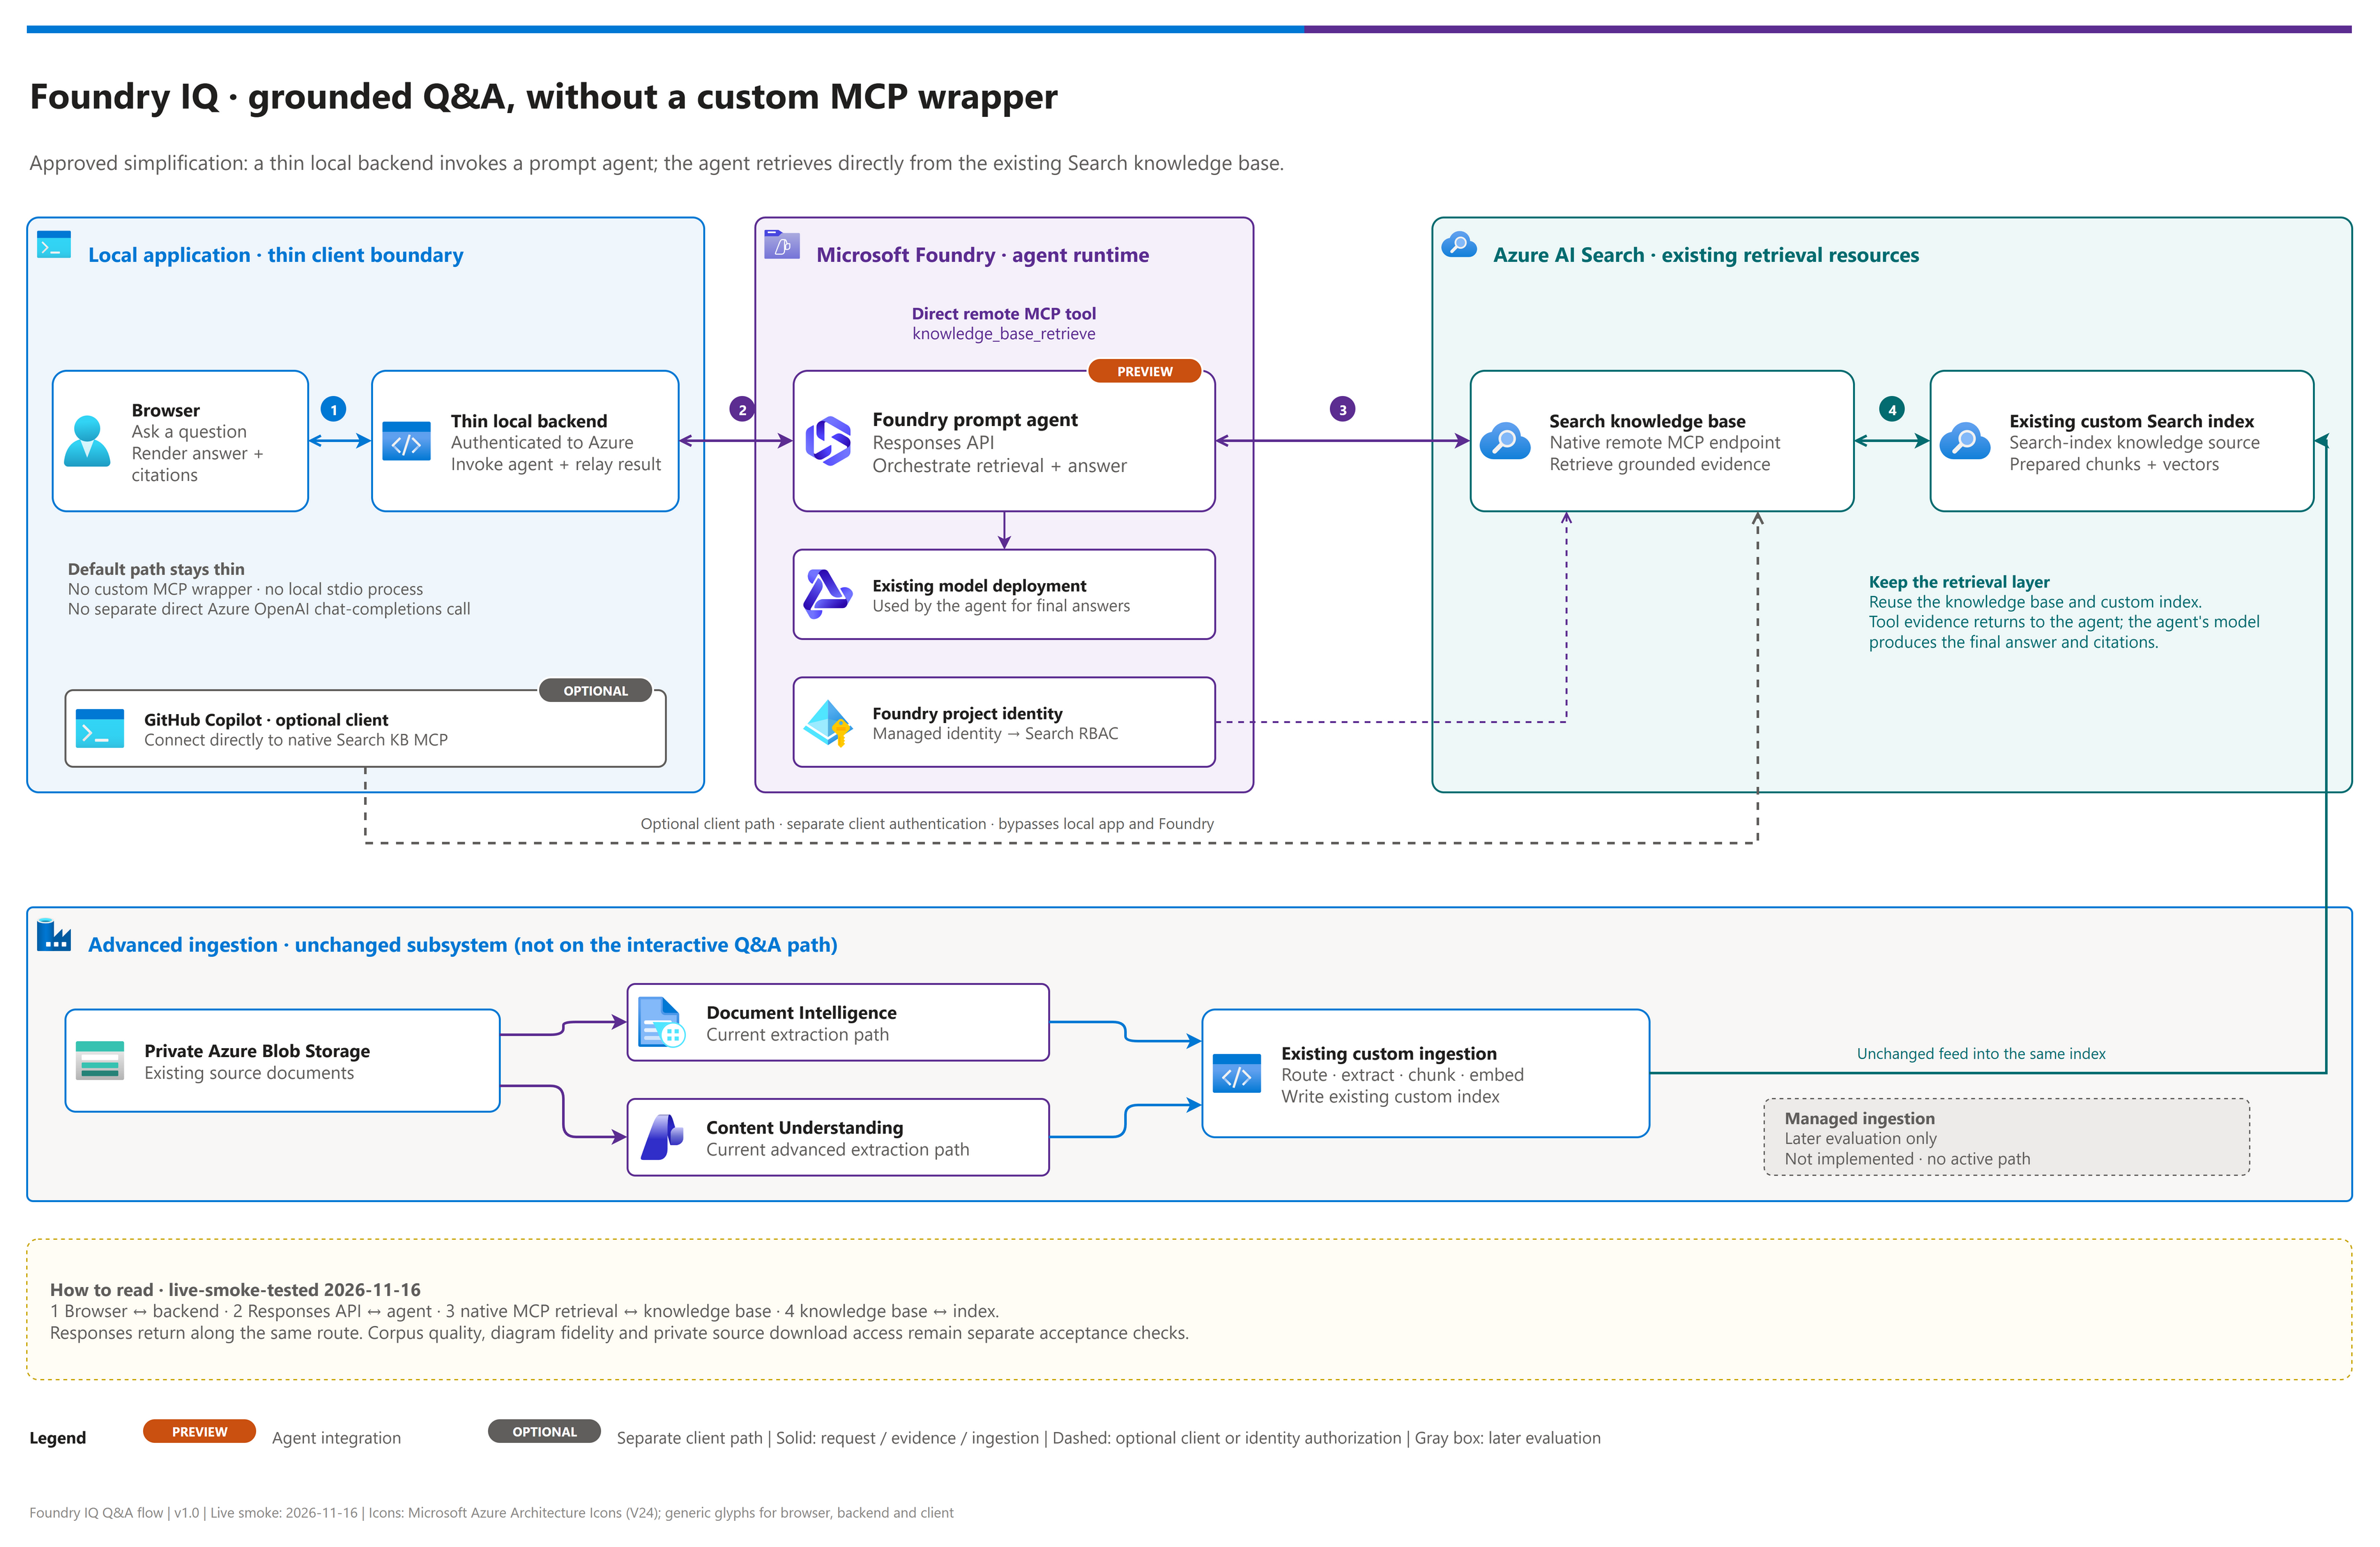 Foundry IQ · grounded Q&A, without a custom MCP wrapper
Approved simplification: a thin local backend invokes a prompt agent; the agent retrieves directly from the existing Search knowledge base.
Local application · thin client boundary
Browser
Ask a question
Render answer +
citations
1
Thin local backend
Authenticated to Azure
Invoke agent + relay result
Default path stays thin
No custom MCP wrapper · no local stdio process
No separate direct Azure OpenAI chat-completions call
OPTIONAL
GitHub Copilot · optional client
Connect directly to native Search KB MCP
2
Microsoft Foundry · agent runtime
Direct remote MCP tool
knowledge_base_retrieve
PREVIEW
Foundry prompt agent
Responses API
Orchestrate retrieval + answer
Existing model deployment
Used by the agent for final answers
Foundry project identity
Managed identity → Search RBAC
3
Azure AI Search · existing retrieval resources
Search knowledge base
Native remote MCP endpoint
Retrieve grounded evidence
4
Existing custom Search index
Search-index knowledge source
Prepared chunks + vectors
Keep the retrieval layer
Reuse the knowledge base and custom index.
Tool evidence returns to the agent; the agent's model
produces the final answer and citations.
Optional client path · separate client authentication · bypasses local app and Foundry
Advanced ingestion · unchanged subsystem (not on the interactive Q&A path)
Private Azure Blob Storage
Existing source documents
Document Intelligence
Current extraction path
Content Understanding
Current advanced extraction path
Existing custom ingestion
Route · extract · chunk · embed
Write existing custom index
Unchanged feed into the same index
Managed ingestion
Later evaluation only
Not implemented · no active path
How to read · live-smoke-tested 2026-11-16
1 Browser ↔ backend · 2 Responses API ↔ agent · 3 native MCP retrieval ↔ knowledge base · 4 knowledge base ↔ index.
Responses return along the same route. Corpus quality, diagram fidelity and private source download access remain separate acceptance checks.
Legend
PREVIEW
Agent integration
OPTIONAL
Separate client path | Solid: request / evidence / ingestion | Dashed: optional client or identity authorization | Gray box: later evaluation
Foundry IQ Q&A flow | v1.0 | Live smoke: 2026-11-16 | Icons: Microsoft Azure Architecture Icons (V24); generic glyphs for browser, backend and client